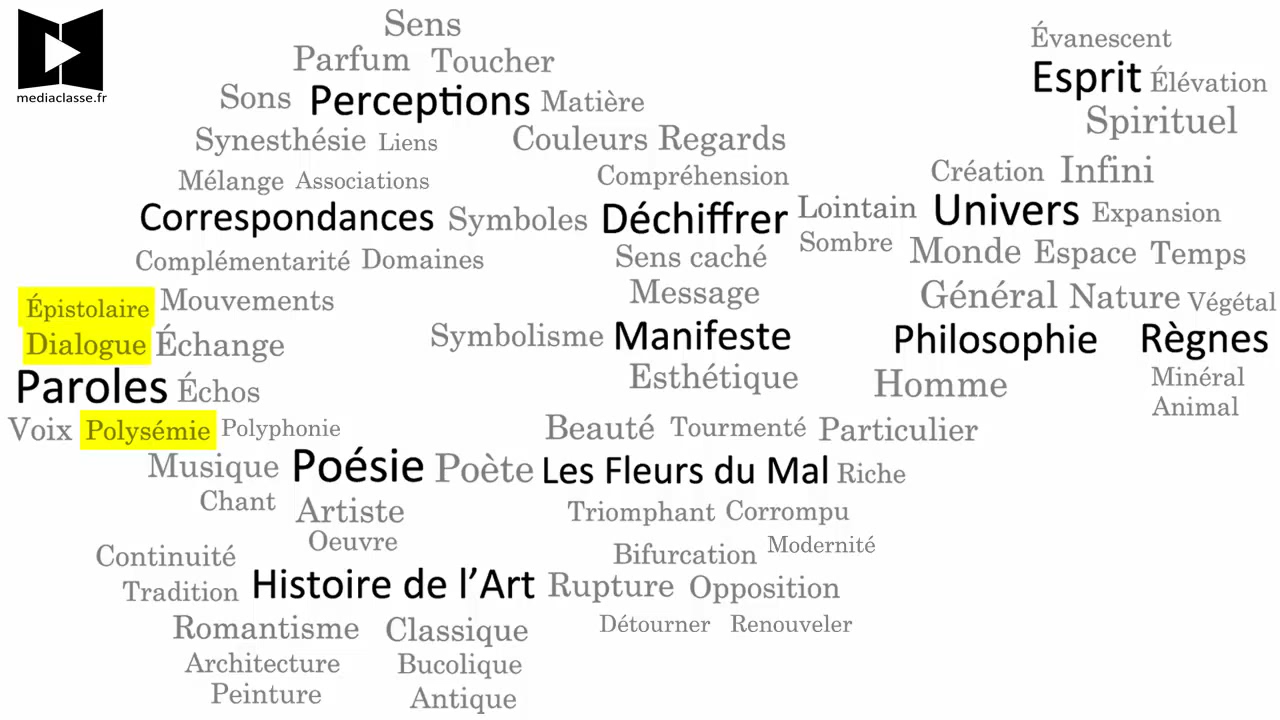 mediaclasse.fr
Sens
Parfum Toucher
Sons Perceptions Matière
Synesthésie Liens Couleurs Regards
Mélange Associations Compréhension
Correspondances Symboles Déchiffrer Lointain
Complémentarité Domaines Sens caché Sombre
Message
Évanescent
Esprit Élévation
Spirituel
Création Infini
Univers Expansion
Monde Espace Temps
Général Nature Végétal
Épistolaire Mouvements
Dialogue Échange
Paroles Échos
Voix Polysémie Polyphonie
Symbolisme Manifeste
Esthétique
Philosophie Règnes
Homme Minéral
Animal
Beauté Tourmenté Particulier
Musique Poésie Poète Les Fleurs du Mal Riche
Chant Artiste Triomphant Corrompu
Oeuvre
Continuité Bifurcation Modernité
Tradition Histoire de l’Art Rupture Opposition
Romantisme Classique Détourner Renouveler
Architecture Bucolique
Peinture Antique